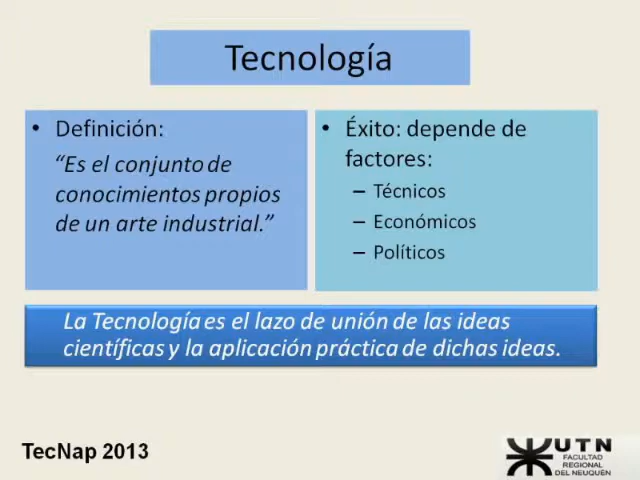 Tecnología
• Definición:
“Es el conjunto de
conocimientos propios
de un arte industrial.”
• Éxito: depende de
factores:
– Técnicos
– Económicos
– Políticos
La Tecnología es el lazo de unión de las ideas
científicas y la aplicación práctica de dichas ideas.
TecNap 2013
UTN
FACULTAD
REGIONAL
DEL NEUQUÉN